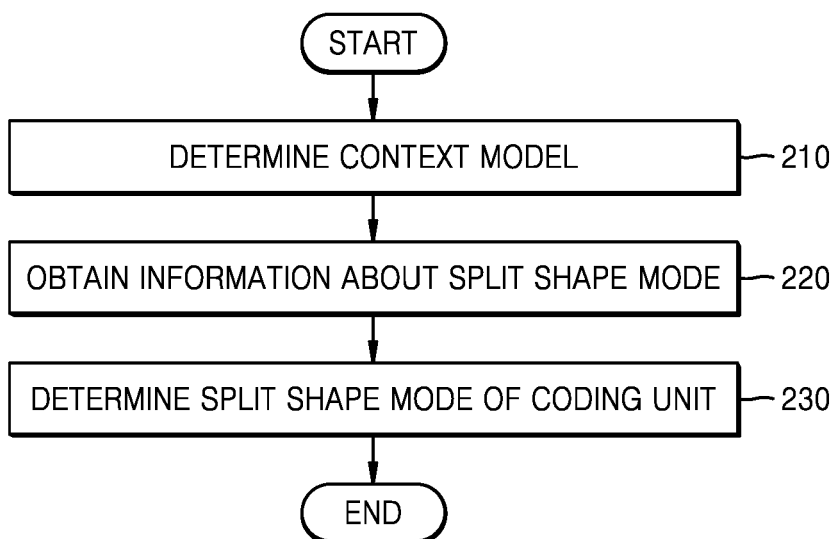 START
DETERMINE CONTEXT MODEL
210
OBTAIN INFORMATION ABOUT SPLIT SHAPE MODE
220
DETERMINE SPLIT SHAPE MODE OF CODING UNIT
230
END